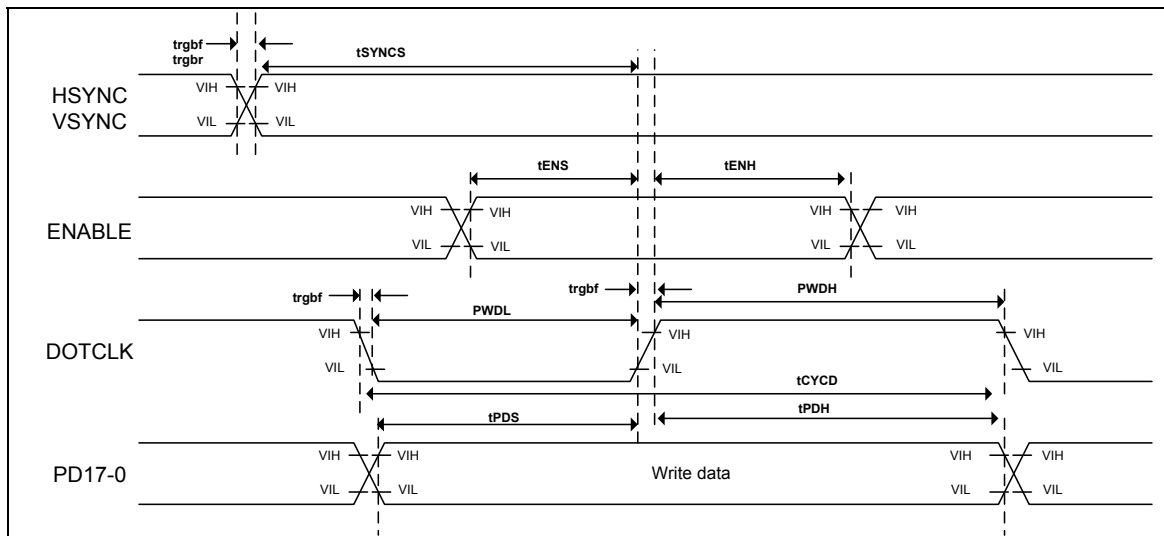 trgbf
trgbr
tSYNCS
HSYNC
VSYNC
VIH VIH
VIL VIL
tENS tENH
ENABLE
VIH VIH VIH VIH
VIL VIL VIL VIL
trgbf trgbf PWDH
PWDL
DOTCLK
VIH VIH VIH
VIL VIL VIL
tCYCD
tPDS tPDH
PD17-0
VIH VIH VIH VIH
Write data
VIL VIL VIL VIL